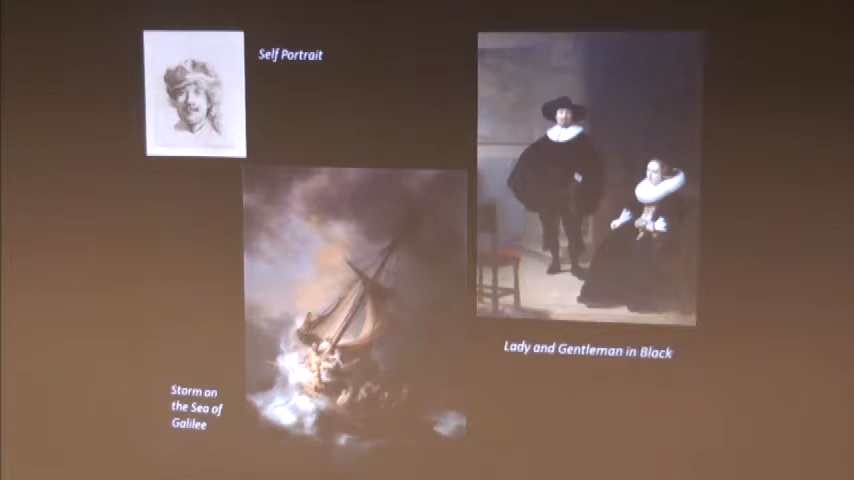 Self Portrait
Lady and Gentleman in Black
Storm on
the Sea of
Galilee